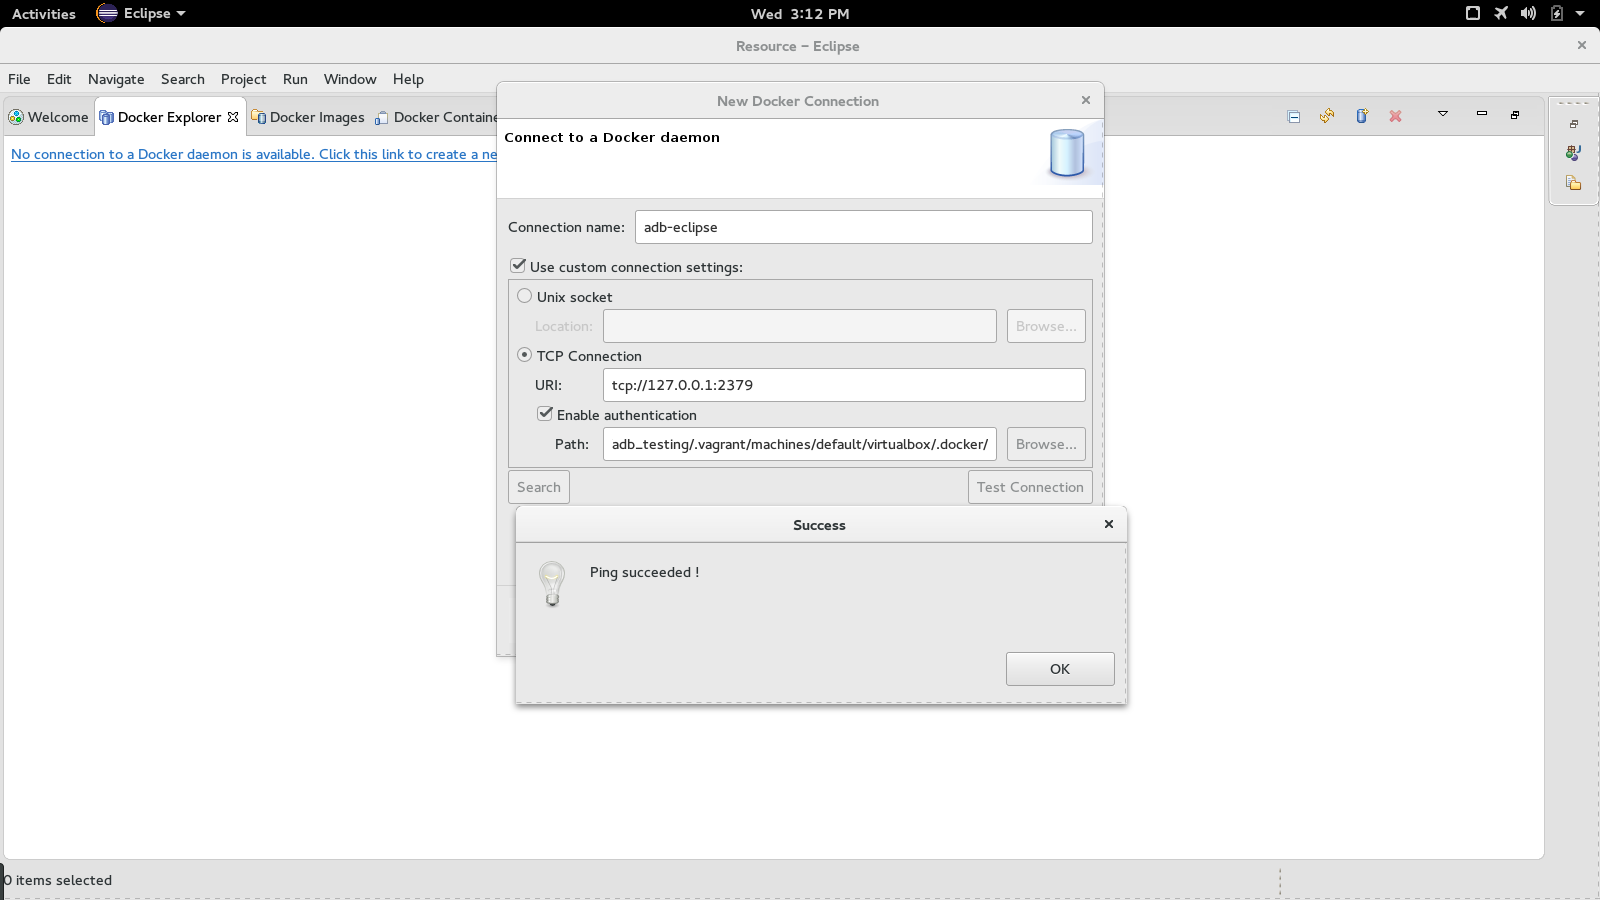 Activities Eclipse Wed 3:12 PM
Resource – Eclipse
File Edit Navigate Search Project Run Window Help
New Docker Connection
Welcome Docker Explorer Docker Images Docker Containe
Connect to a Docker daemon
No connection to a Docker daemon is available. Click this link to create a ne
Connection name: adb-eclipse
Use custom connection settings:
Unix socket
Location: Browse...
TCP Connection
URI: tcp://127.0.0.1:2379
Enable authentication
Path: adb_testing/.vagrant/machines/default/virtualbox/.docker/ Browse...
Search Test Connection
Success
Ping succeeded !
OK
0 items selected